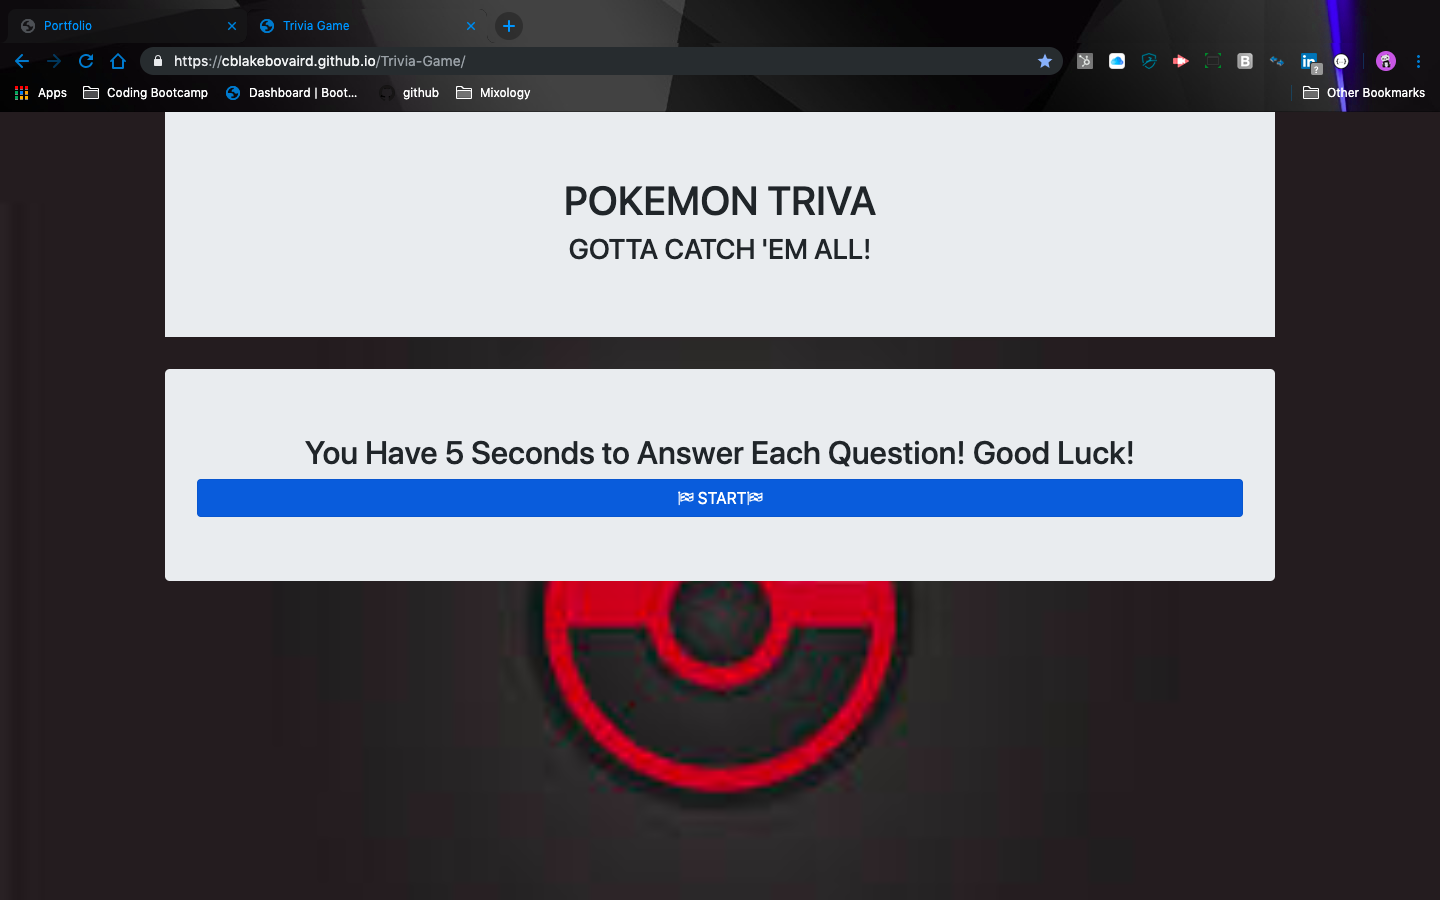 Portfolio
Trivia Game
https://cblakebovaird.github.io/Trivia-Game/
B
in
?
Apps
Coding Bootcamp
Dashboard | Boot...
github
Mixology
Other Bookmarks
POKEMON TRIVA
GOTTA CATCH 'EM ALL!
You Have 5 Seconds to Answer Each Question! Good Luck!
START